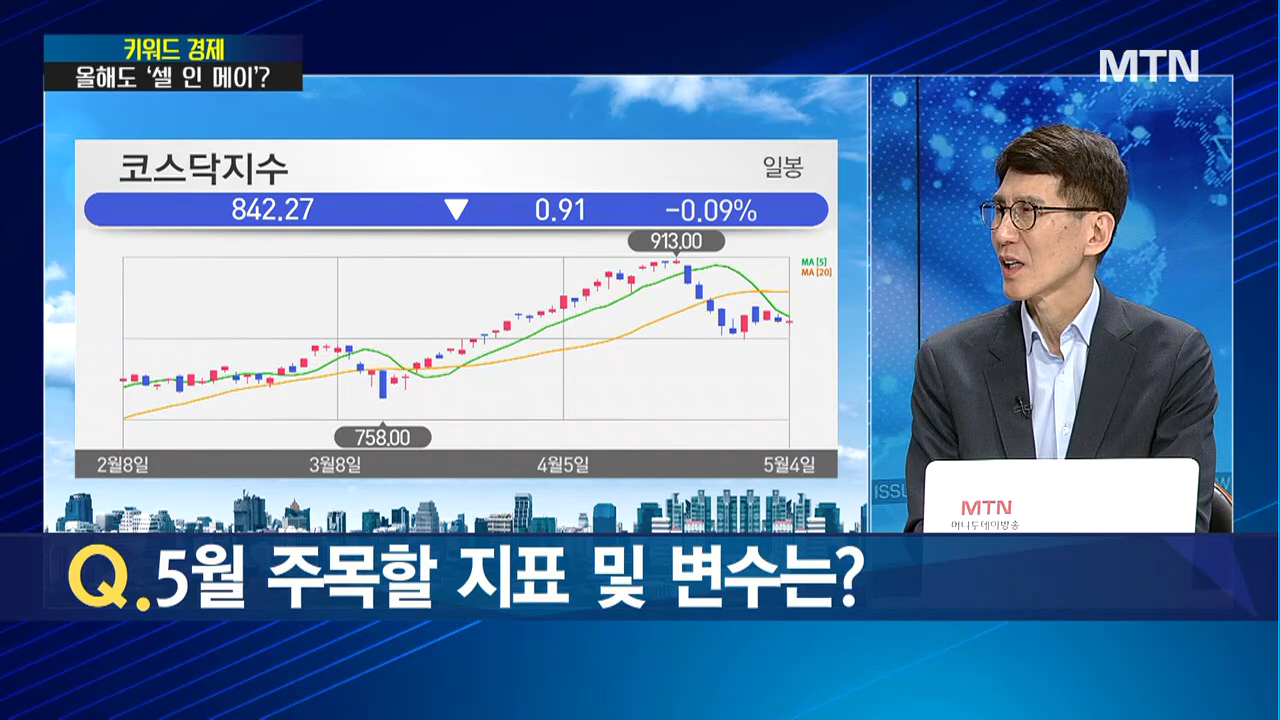 키워드 경제
올해도 ‘셀 인 메이’?
MTN
코스닥지수
일봉
842.27 ▼ 0.91 -0.09%
913.00
MA [5]
MA [20]
758.00
2월8일 3월8일 4월5일 5월4일
ISSU
W
MTN
머니투데이방송
Q.5월 주목할 지표 및 변수는?